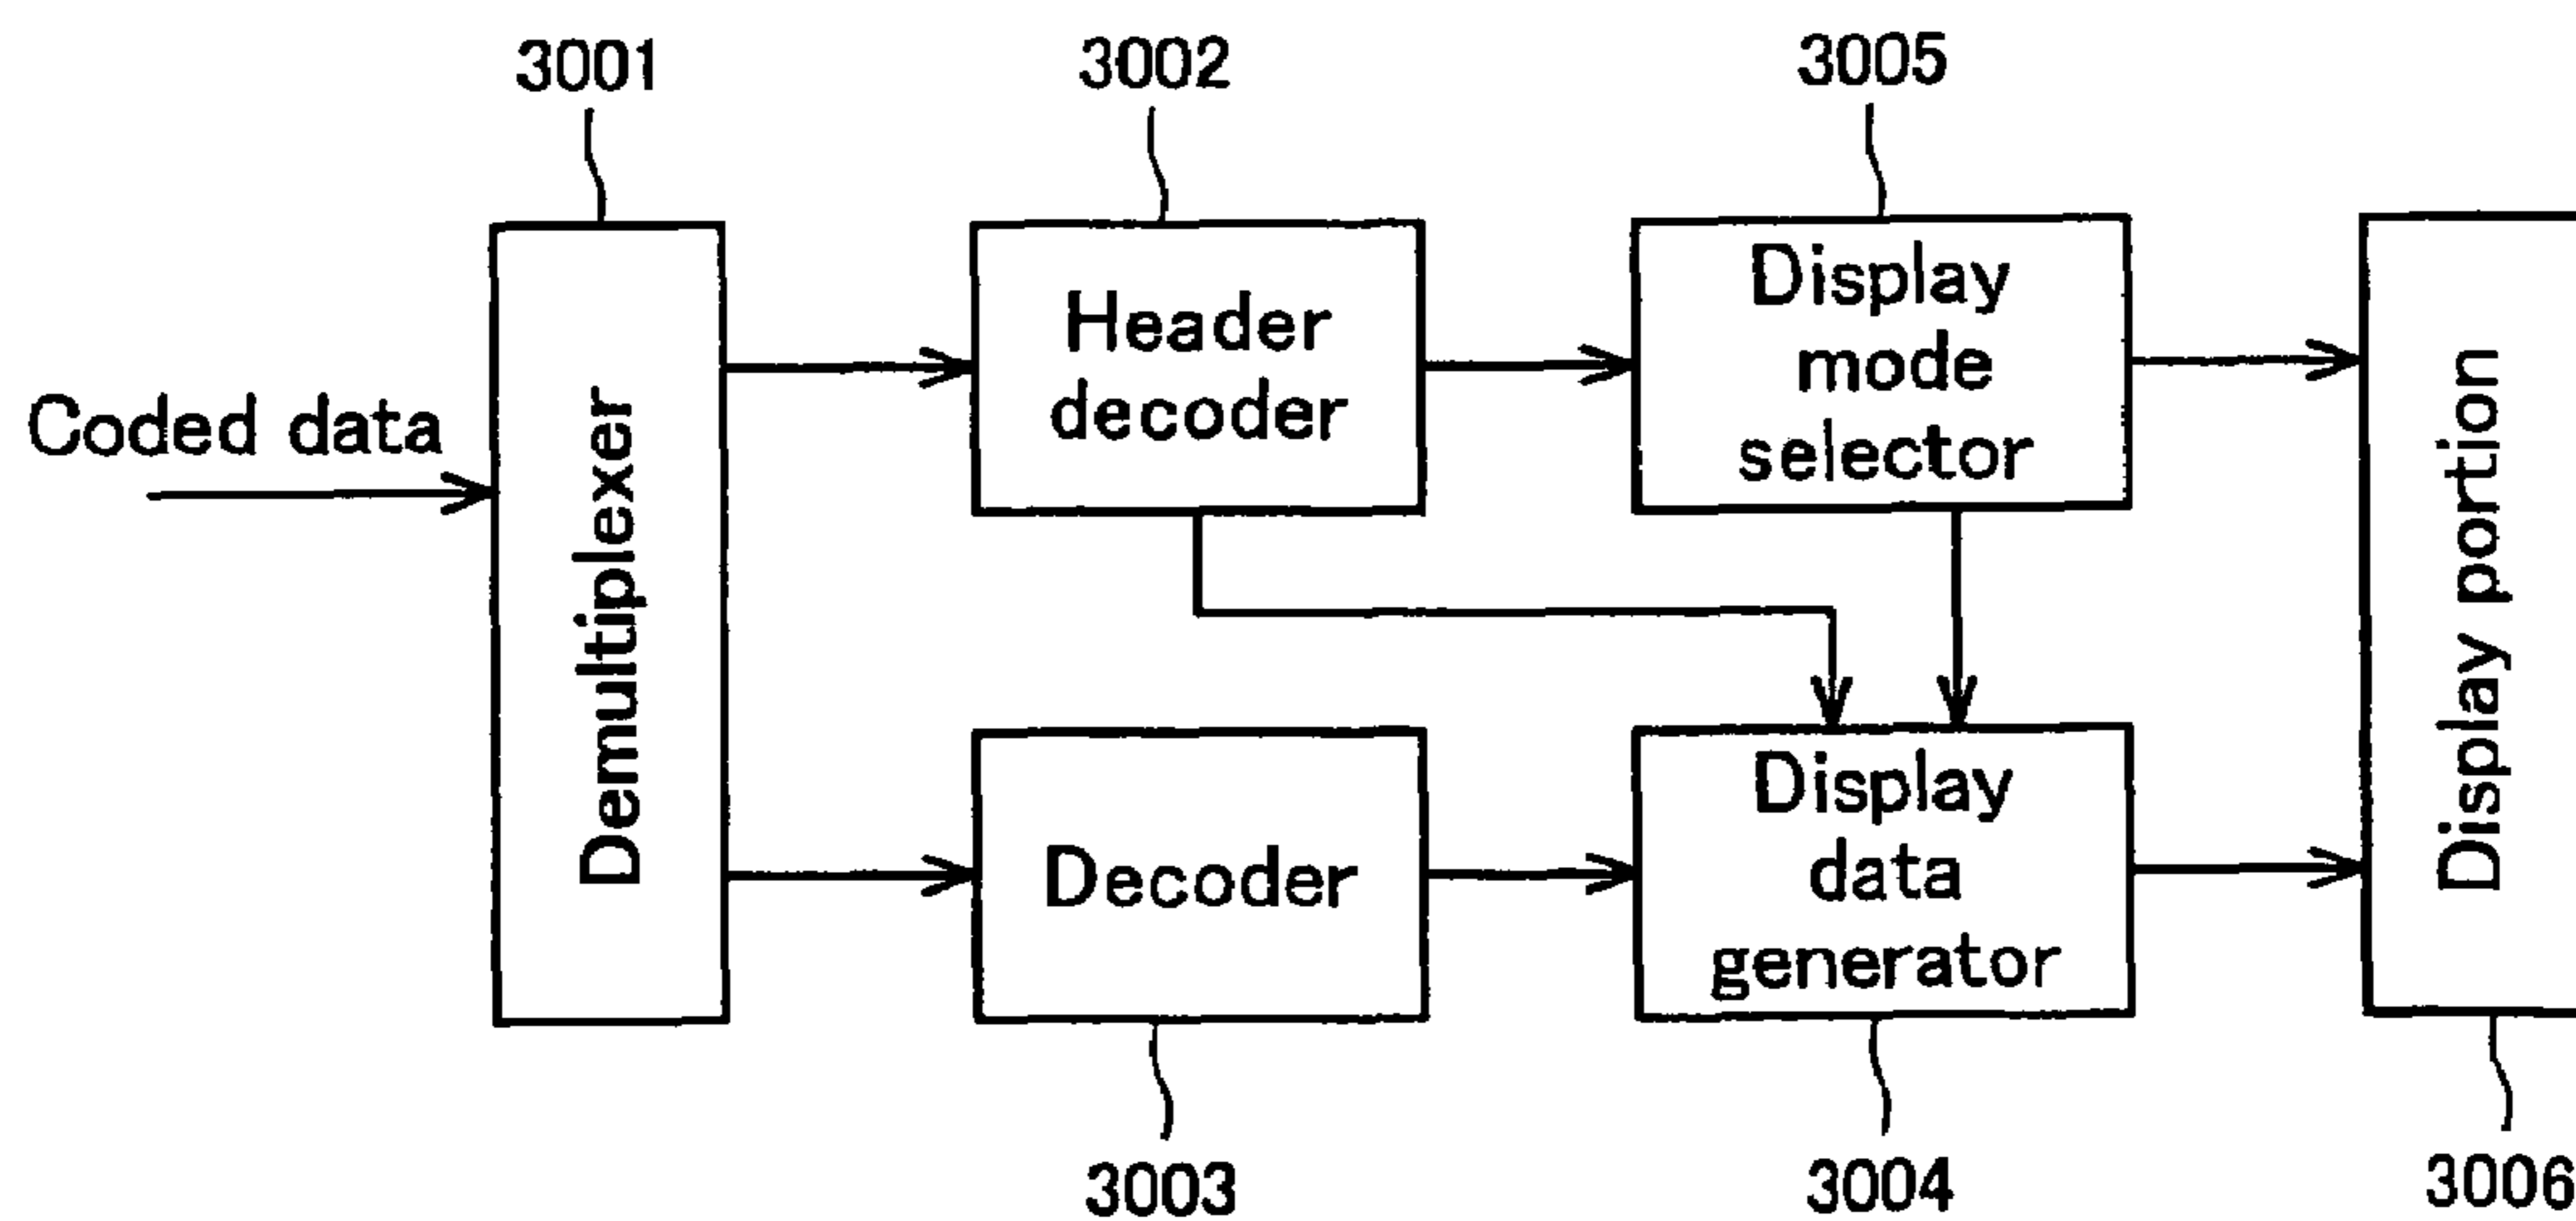 3001
3002
3005
Coded data
Demultiplexer
Header
decoder
Display
mode
selector
Display portion
Decoder
Display
data
generator
3003
3004
3006